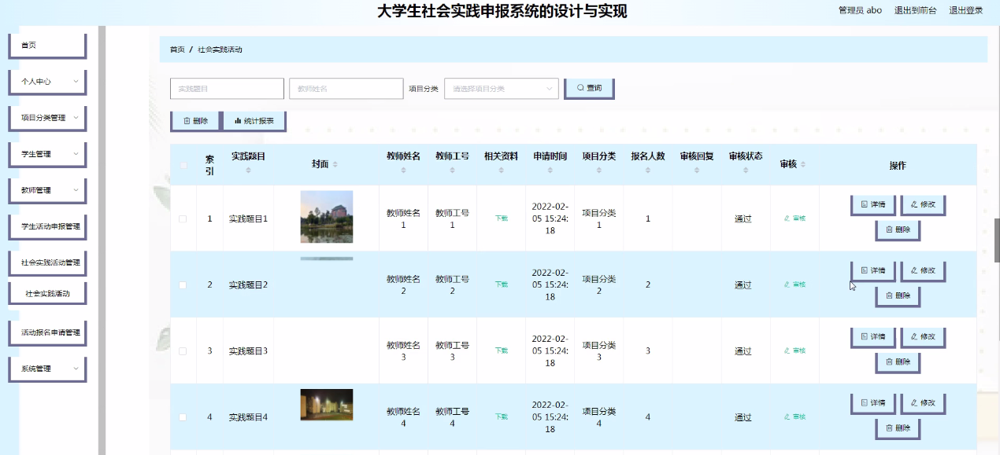 大学生社会实践申报系统的设计与实现
管理员 abo 退出到前台 退出登录
首页
个人中心
项目分类管理
学生管理
教师管理
学生活动申报管理
社会实践活动管理
社会实践活动
活动报名申请管理
系统管理
首页 / 社会实践活动
实践题目 教师姓名 项目分类 请选择项目分类 查询
删除 统计报表
索引 实践题目 封面 教师姓名 教师工号 相关资料 申请时间 项目分类 报名人数 审核回复 审核状态 审核 操作
1 实践题目1 教师姓名1 教师工号1 下载 2022-02-05 15:24:18 项目分类1 1 通过 审核 详情 修改 删除
2 实践题目2 教师姓名2 教师工号2 下载 2022-02-05 15:24:18 项目分类2 2 通过 审核 详情 修改 删除
3 实践题目3 教师姓名3 教师工号3 下载 2022-02-05 15:24:18 项目分类3 3 通过 审核 详情 修改 删除
4 实践题目4 教师姓名4 教师工号4 下载 2022-02-05 15:24:18 项目分类4 4 通过 审核 详情 修改 删除